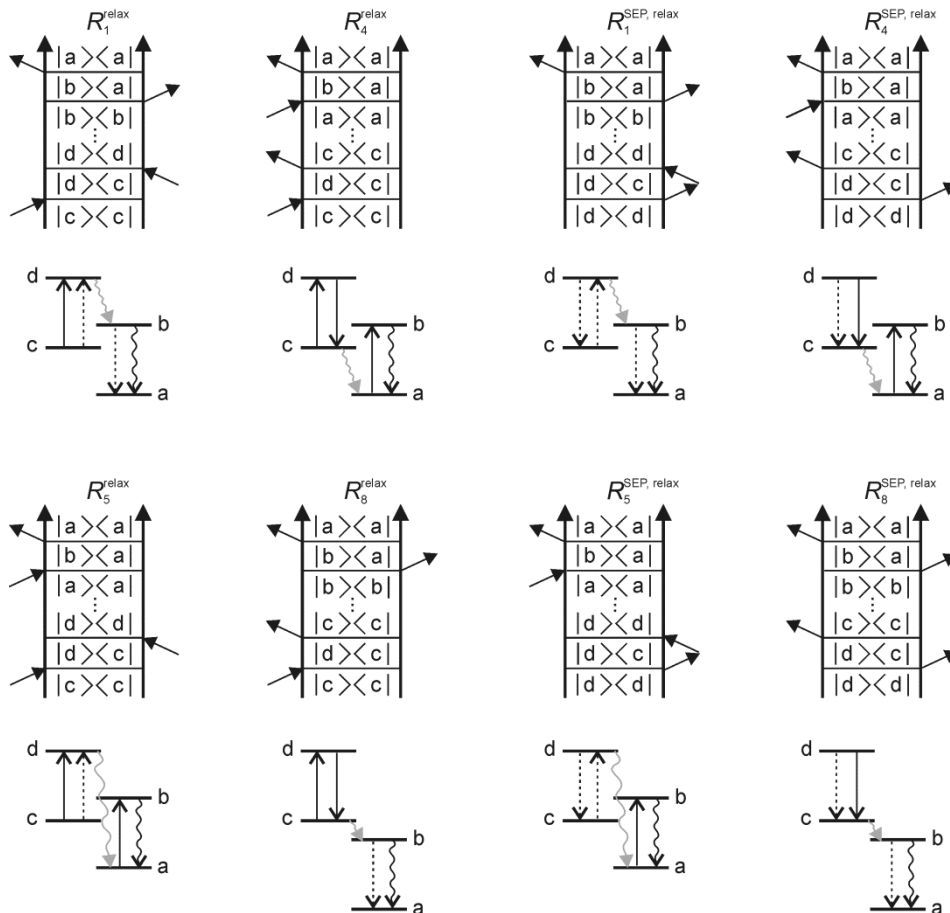 R₁^relax R₄^relax R₁^SEP, relax R₄^SEP, relax
|a><a| |a><a| |a><a| |a><a|
|b><a| |b><a| |b><a| |b><a|
|b><b| |a><a| |b><b| |a><a|
⋮ ⋮ ⋮ ⋮
|d><d| |c><c| |d><d| |c><c|
|d><c| |d><c| |d><c| |d><c|
|c><c| |c><c| |d><d| |d><d|
d d d d
b b b b
c c c c
a a a a
R₅^relax R₈^relax R₅^SEP, relax R₈^SEP, relax
|a><a| |a><a| |a><a| |a><a|
|b><a| |b><a| |b><a| |b><a|
|a><a| |b><b| |a><a| |b><b|
⋮ ⋮ ⋮ ⋮
|d><d| |c><c| |d><d| |c><c|
|d><c| |d><c| |d><c| |d><c|
|c><c| |c><c| |d><d| |d><d|
d d d d
b b
c c c c
b b
a a
a a